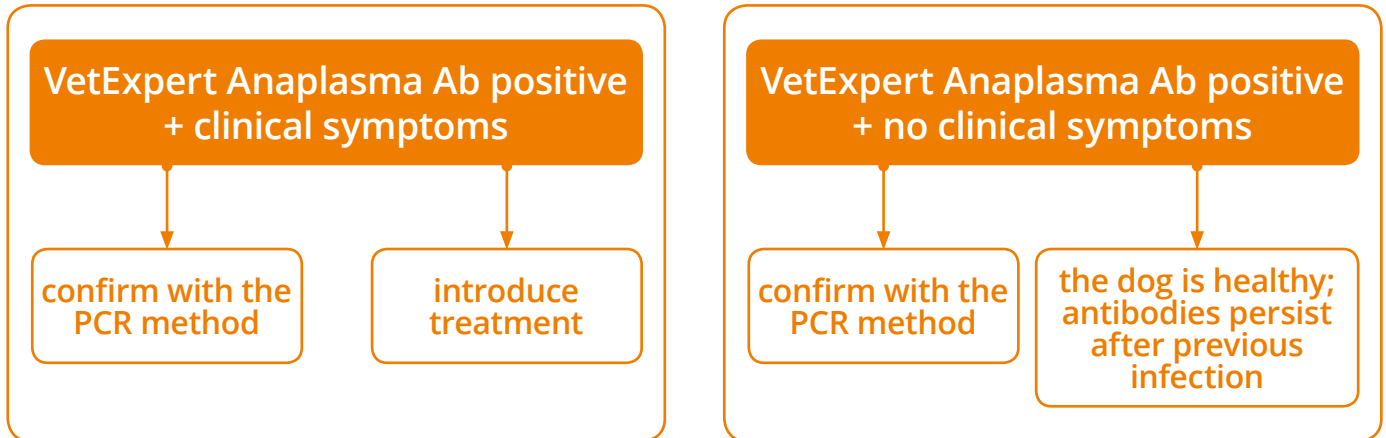 VetExpert Anaplasma Ab positive
+ clinical symptoms
confirm with the
PCR method
introduce
treatment
VetExpert Anaplasma Ab positive
+ no clinical symptoms
confirm with the
PCR method
the dog is healthy;
antibodies persist
after previous
infection